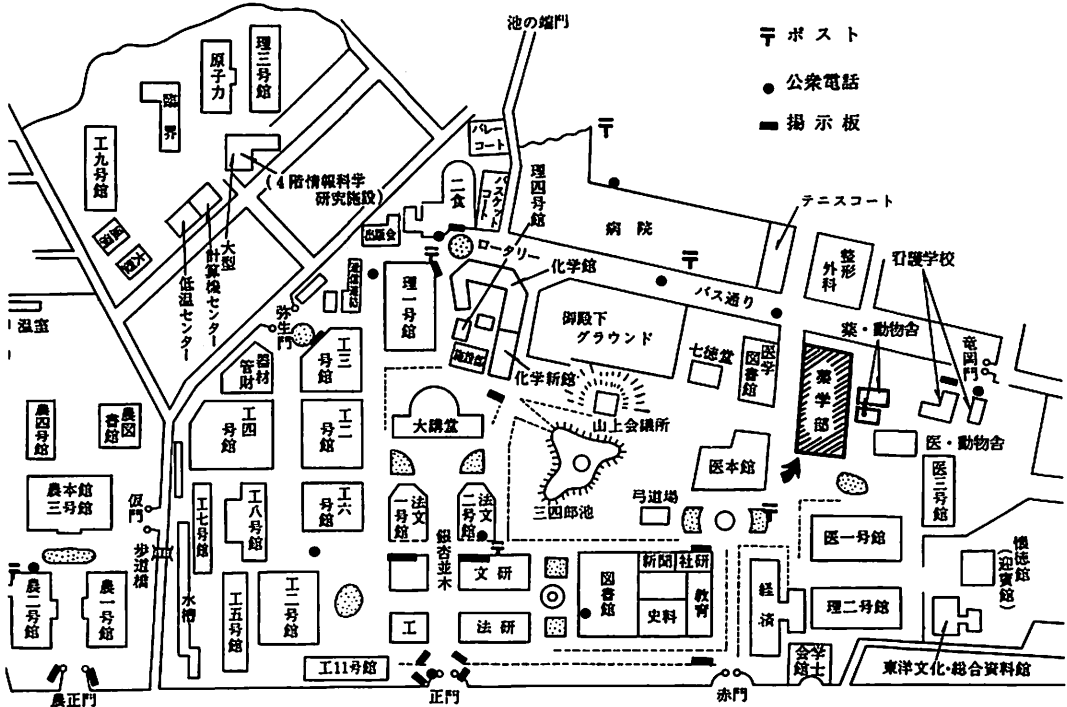 池の端門
〒 ポスト
● 公衆電話
掲示板
理三号館
原子力
臨界
工九号館
大型
(4階情報科学
研究施設)
計算機センター
低温センター
温室
バレー
コート
二食
バスケット
コート
理四号館
出版会
ロータリー
病院
テニスコート
整形
外科
看護学校
バス通り
薬・動物舎
竜岡門
化学館
理一号館
御殿下
グラウンド
七徳堂
医学
図書館
薬学部
弥生門
器材
管財
工三
号館
施設部
化学新館
山上会議所
医・動物舎
農四号館
農図
書館
工四
号館
工一
号館
大講堂
医本館
医三号館
農本館
三号館
仮門
工七号館
工八号館
工六
号館
法文
一号館
法文
二号館
三四郎池
弓道場
医一号館
懐徳館
(迎賓館)
歩道橋
銀杏並木
文研
図書館
新聞
社研
史料
教育
経済
理二号館
農二号館
農一号館
水槽
工五号館
工二号館
工
法研
学士
会館
東洋文化・総合資料館
工11号館
農正門
正門
赤門